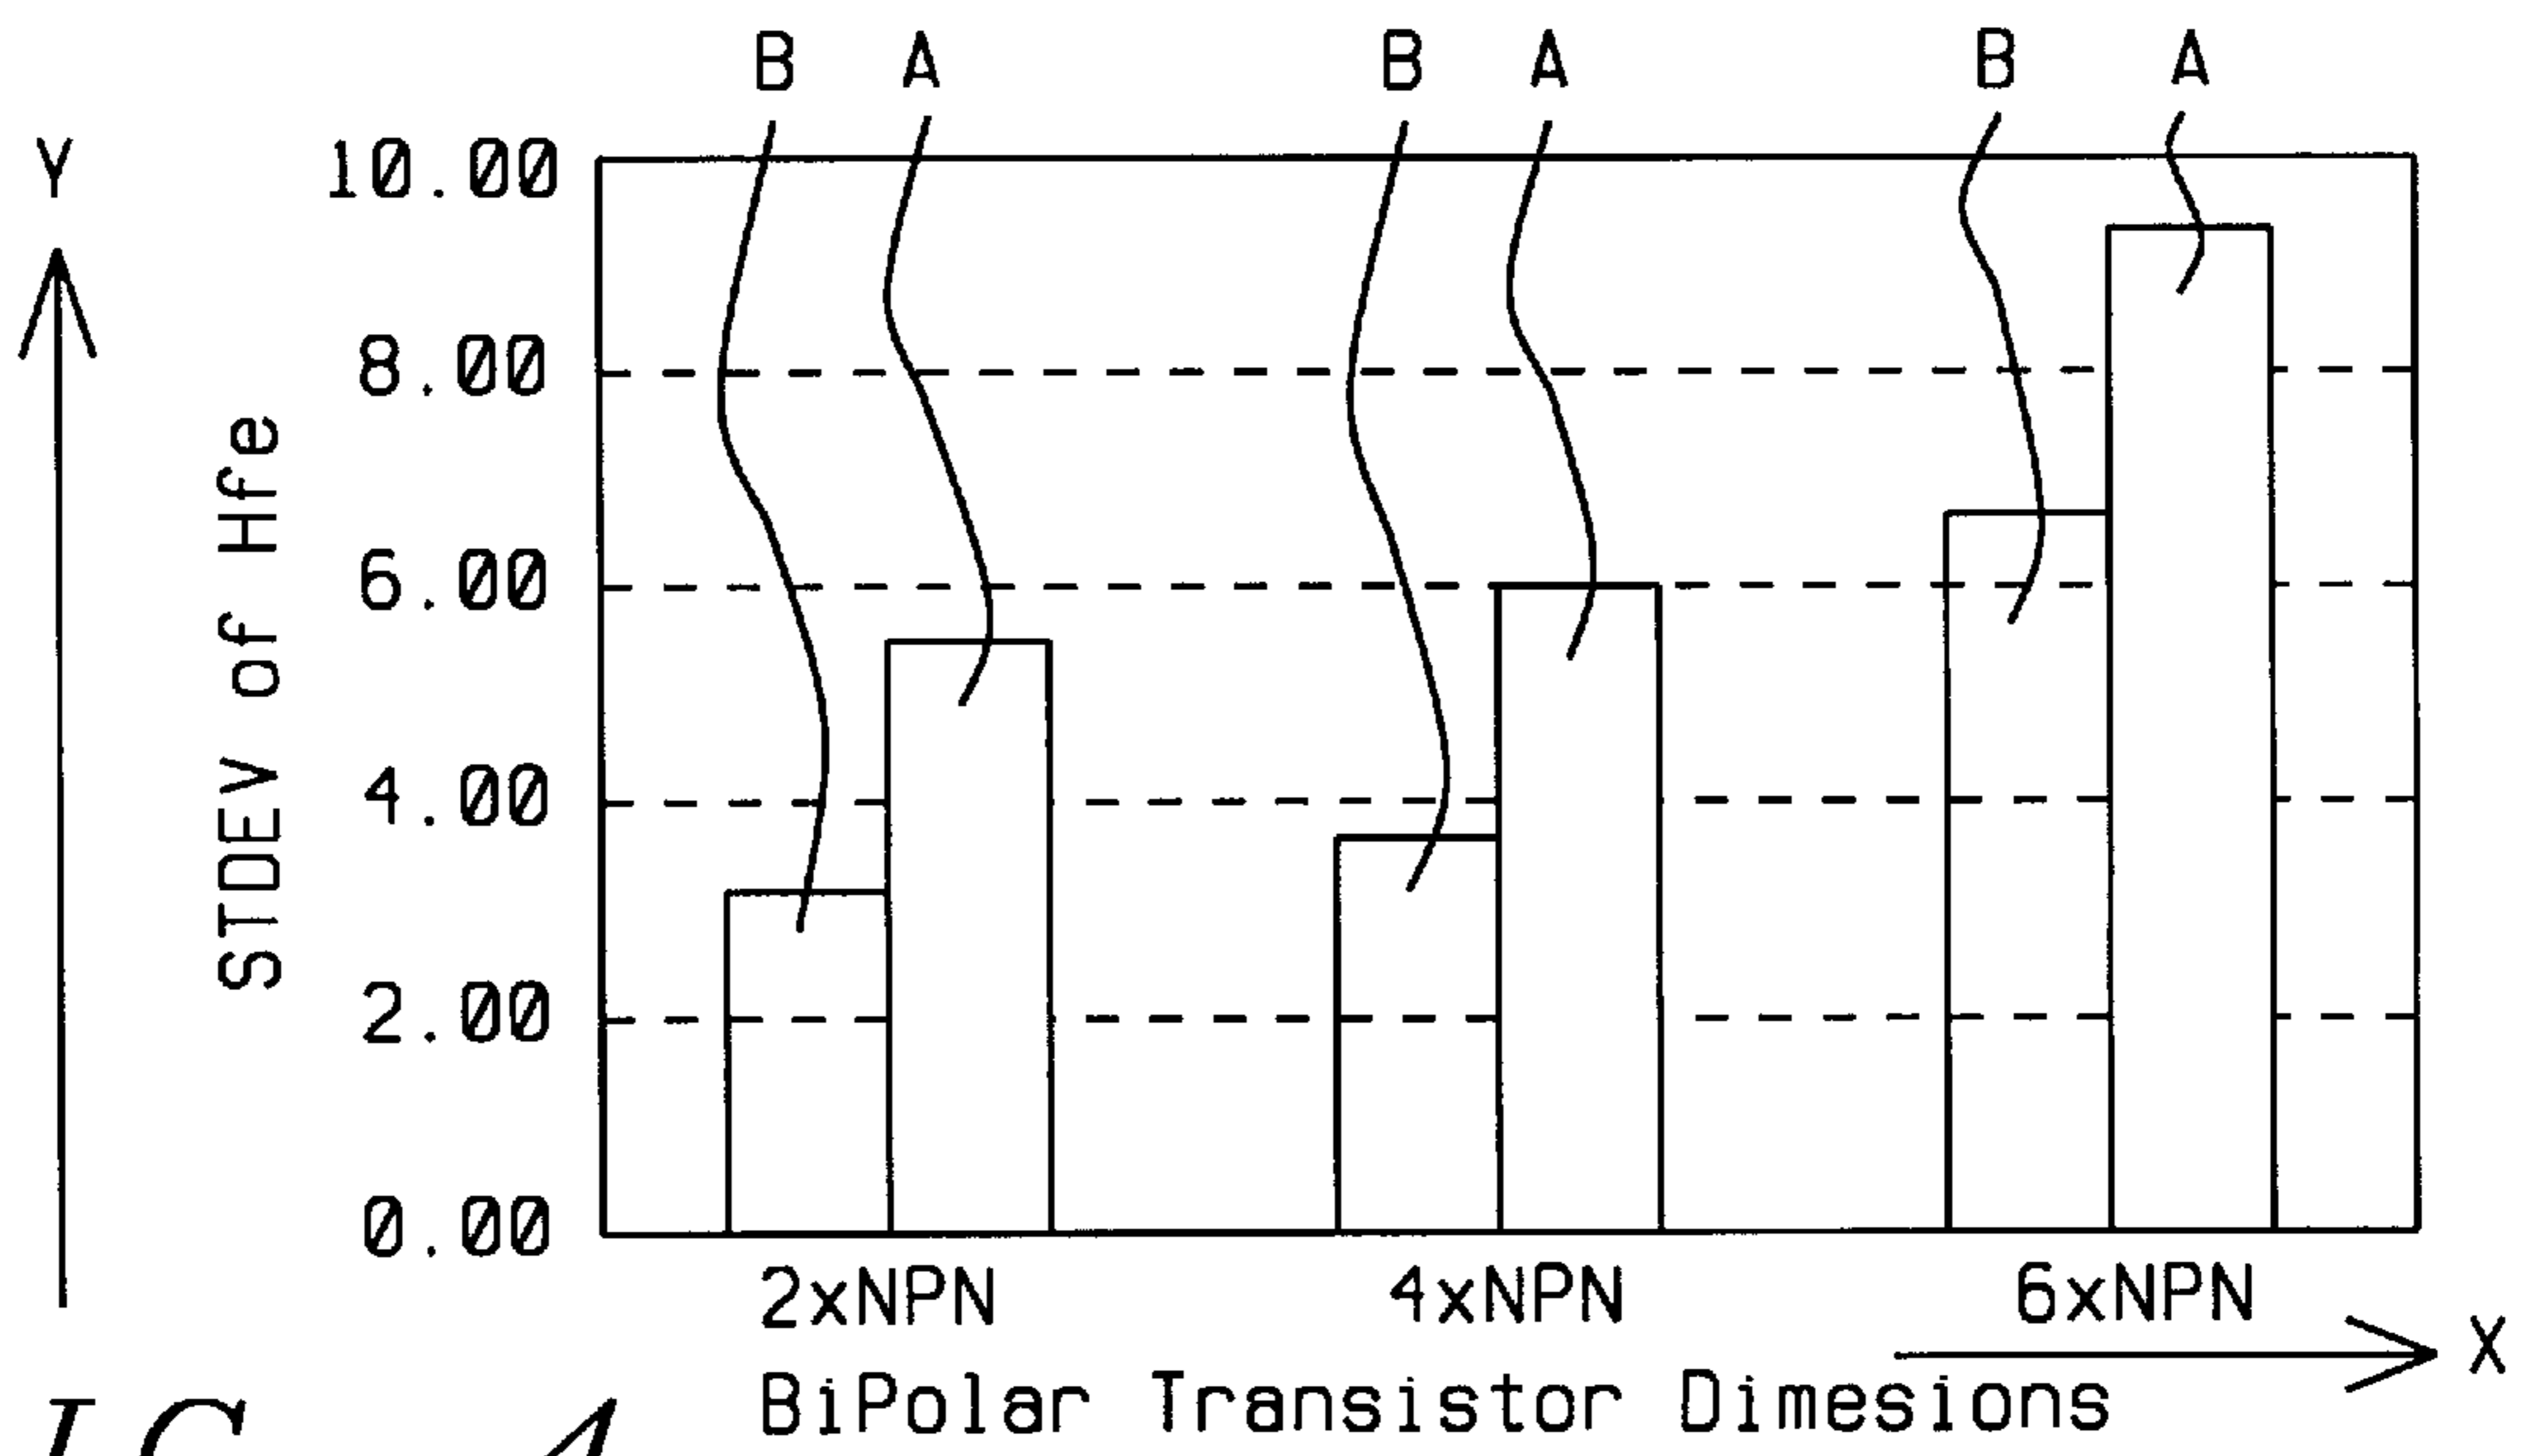 B A B A B A
Y
10.00
8.00
6.00
4.00
2.00
0.00
STDEV of Hfe
2xNPN 4xNPN 6xNPN
X
BiPolar Transistor Dimesions